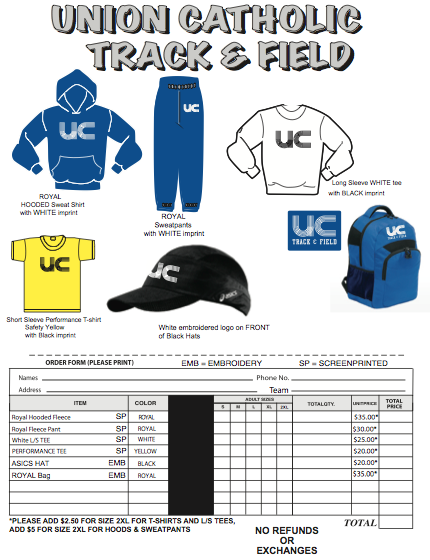 UNION CATHOLIC
TRACK & FIELD
UC
UC
UC
ROYAL
HOODED Sweat Shirt
with WHITE imprint
ROYAL
Sweatpants
with WHITE imprint
Long Sleeve WHITE tee
with BLACK imprint
UC
TRACK & FIELD
UC
UC
UC
asics
Short Sleeve Performance T-shirt
Safety Yellow
with Black imprint
White embroidered logo on FRONT
of Black Hats
ORDER FORM (PLEASE PRINT) EMB = EMBROIDERY SP = SCREENPRINTED
Names Phone No.
Address Team
ITEM COLOR ADULT SIZES TOTALQTY. UNITPRICE TOTAL PRICE
S M L XL 2XL
Royal Hooded Fleece SP ROYAL $35.00*
Royal Fleece Pant SP ROYAL $30.00*
White L/S TEE SP WHITE $25.00*
PERFORMANCE TEE SP YELLOW $20.00*
ASICS HAT EMB BLACK $20.00*
ROYAL Bag EMB ROYAL $35.00*
*PLEASE ADD $2.50 FOR SIZE 2XL FOR T-SHIRTS AND L/S TEES,
ADD $5 FOR SIZE 2XL FOR HOODS & SWEATPANTS
TOTAL
NO REFUNDS
OR
EXCHANGES